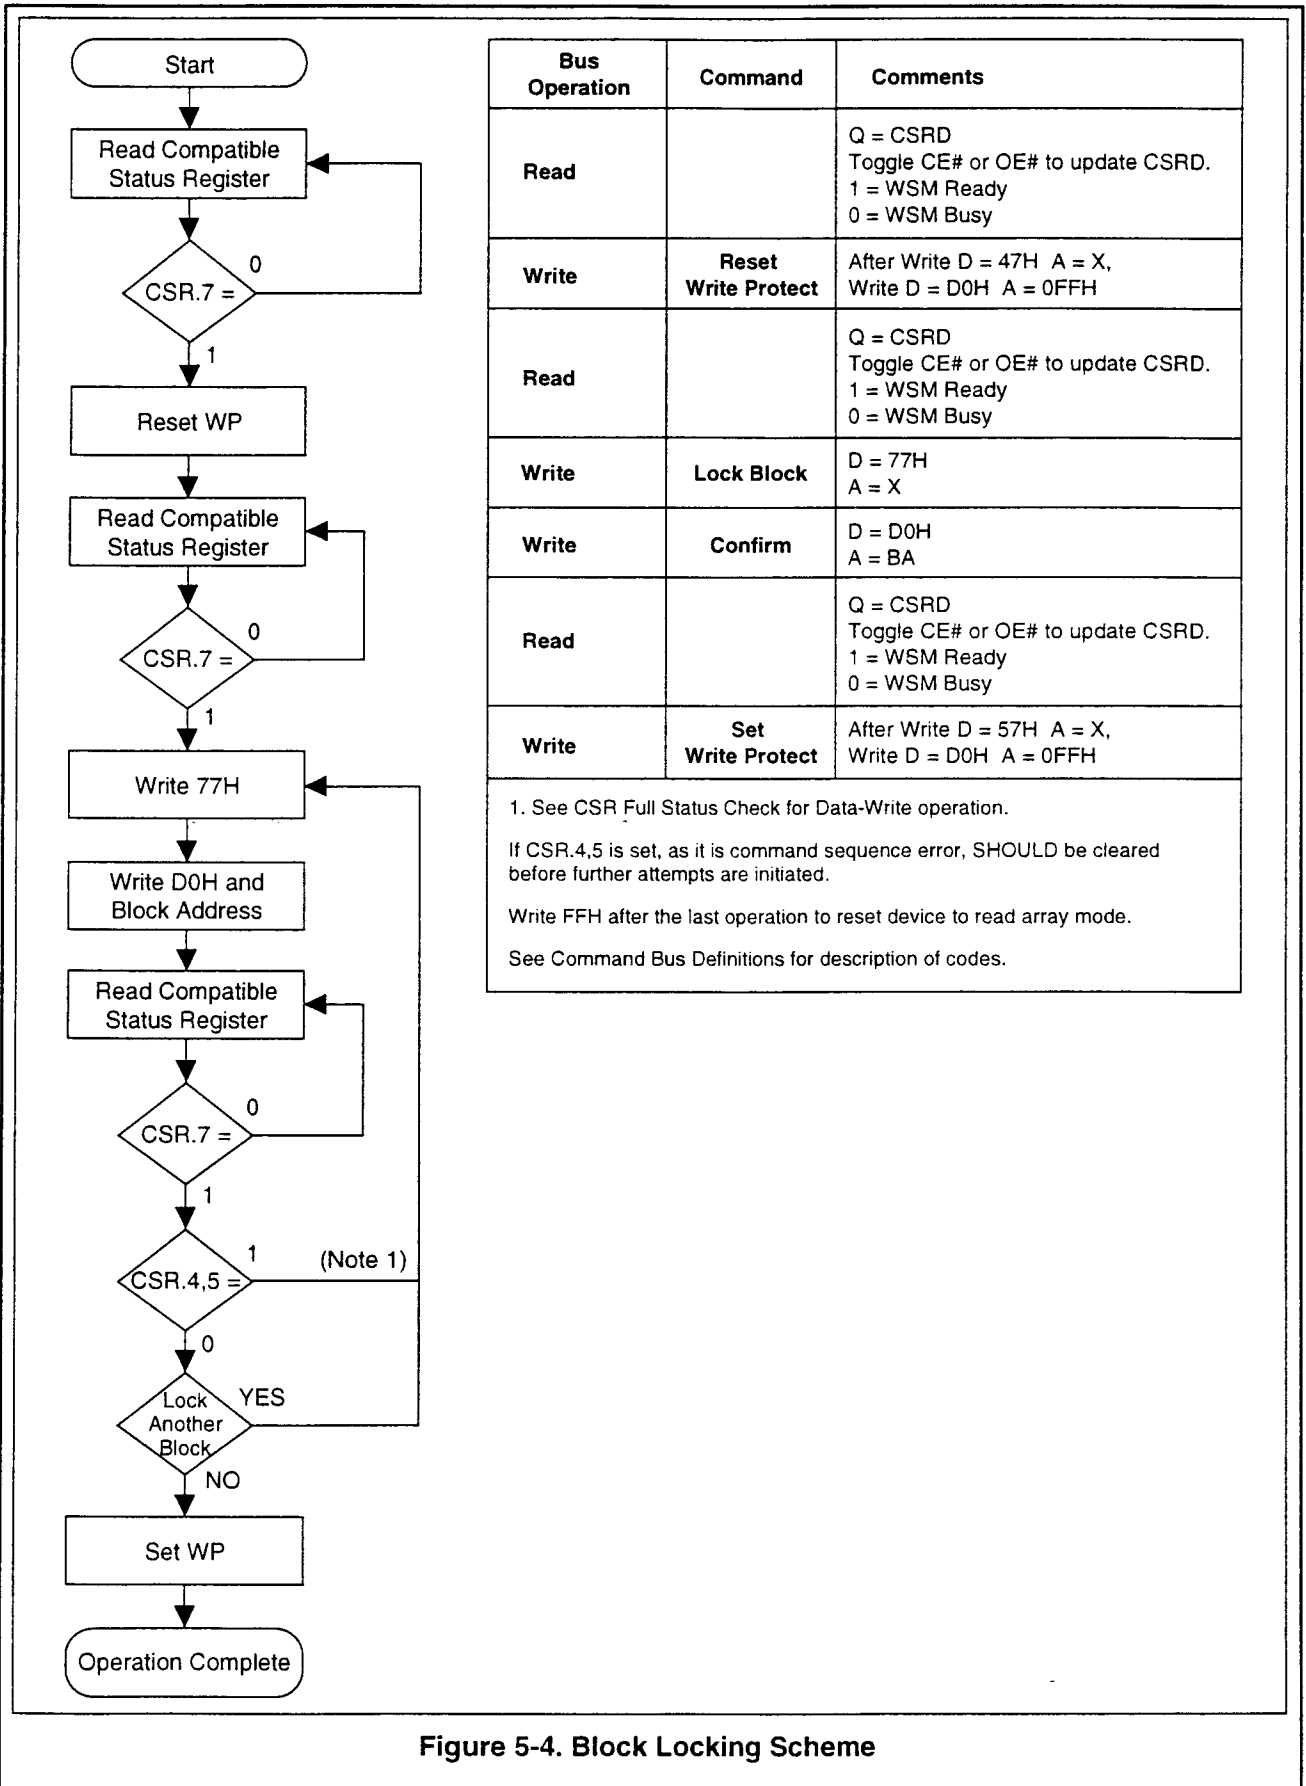 Start
Read Compatible
Status Register
0
CSR.7 =
1
Reset WP
Read Compatible
Status Register
0
CSR.7 =
1
Write 77H
Write D0H and
Block Address
Read Compatible
Status Register
0
CSR.7 =
1
1
(Note 1)
CSR.4,5 =
0
Lock
Another
Block
YES
NO
Set WP
Operation Complete
Bus
Operation
Command
Comments
Read
Q = CSRD
Toggle CE# or OE# to update CSRD.
1 = WSM Ready
0 = WSM Busy
Write
Reset
Write Protect
After Write D = 47H A = X,
Write D = D0H A = 0FFH
Read
Q = CSRD
Toggle CE# or OE# to update CSRD.
1 = WSM Ready
0 = WSM Busy
Write
Lock Block
D = 77H
A = X
Write
Confirm
D = D0H
A = BA
Read
Q = CSRD
Toggle CE# or OE# to update CSRD.
1 = WSM Ready
0 = WSM Busy
Write
Set
Write Protect
After Write D = 57H A = X,
Write D = D0H A = 0FFH
1. See CSR Full Status Check for Data-Write operation.
If CSR.4,5 is set, as it is command sequence error, SHOULD be cleared
before further attempts are initiated.
Write FFH after the last operation to reset device to read array mode.
See Command Bus Definitions for description of codes.
Figure 5-4. Block Locking Scheme